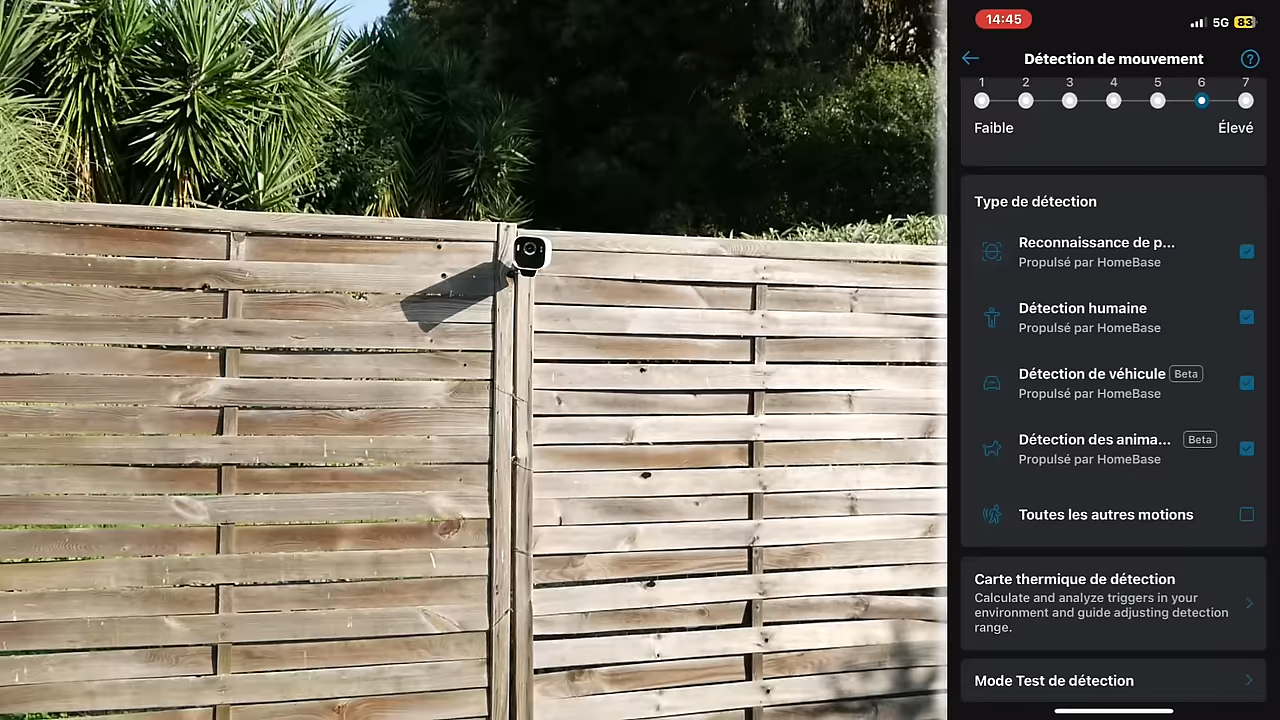 14:45
5G
83
Détection de mouvement
?
1 2 3 4 5 6 7
Faible
Élevé
Type de détection
Reconnaissance de p...
Propulsé par HomeBase
Détection humaine
Propulsé par HomeBase
Détection de véhicule Beta
Propulsé par HomeBase
Détection des anima... Beta
Propulsé par HomeBase
Toutes les autres motions
Carte thermique de détection
Calculate and analyze triggers in your
environment and guide adjusting detection
range.
Mode Test de détection